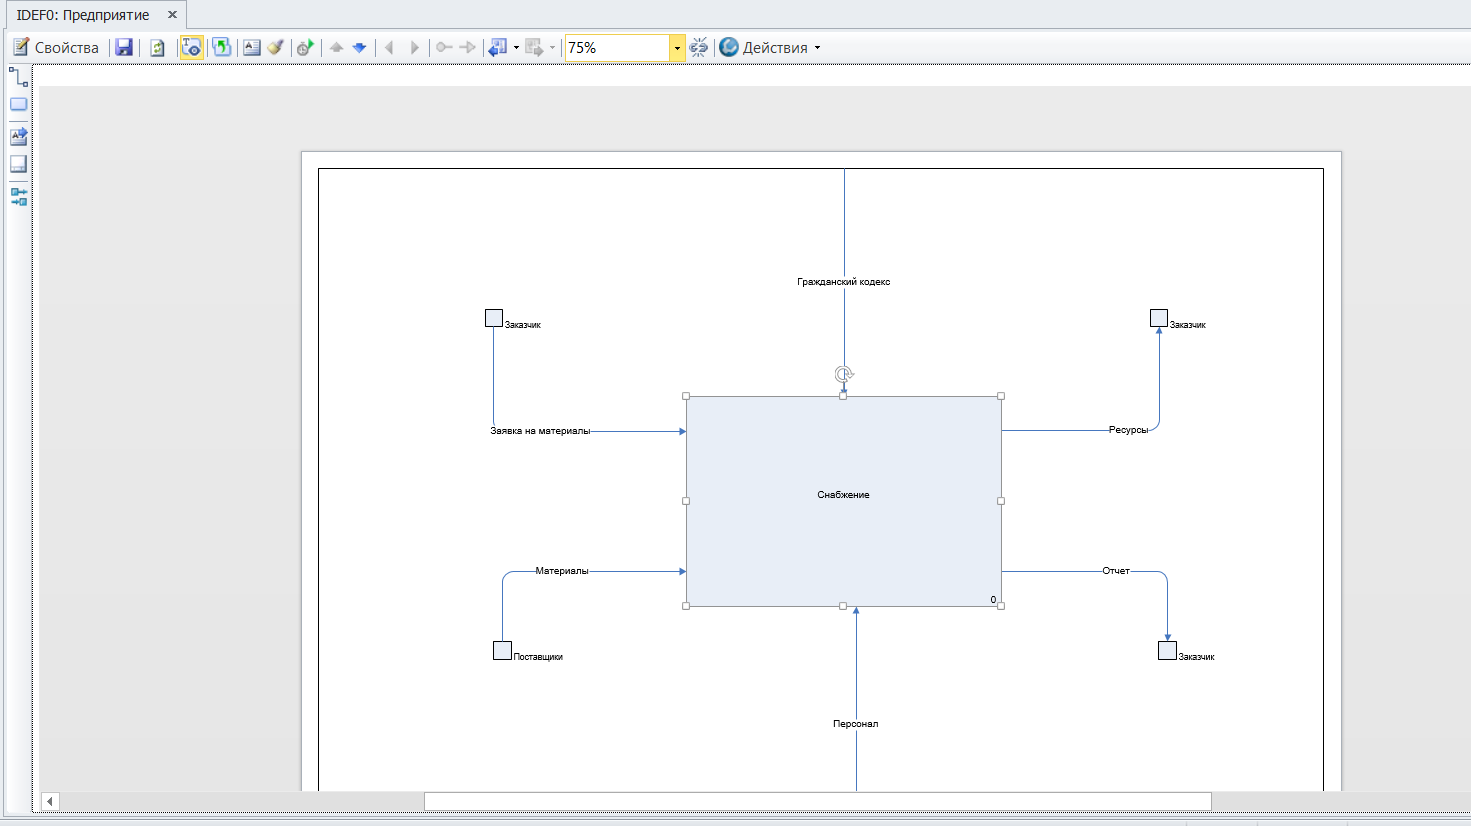 IDEF0: Предприятие
Свойства
75%
Действия
Гражданский кодекс
Заказчик
Заказчик
Заявка на материалы
Ресурсы
Снабжение
Материалы
Отчет
0
Поставщики
Заказчик
Персонал